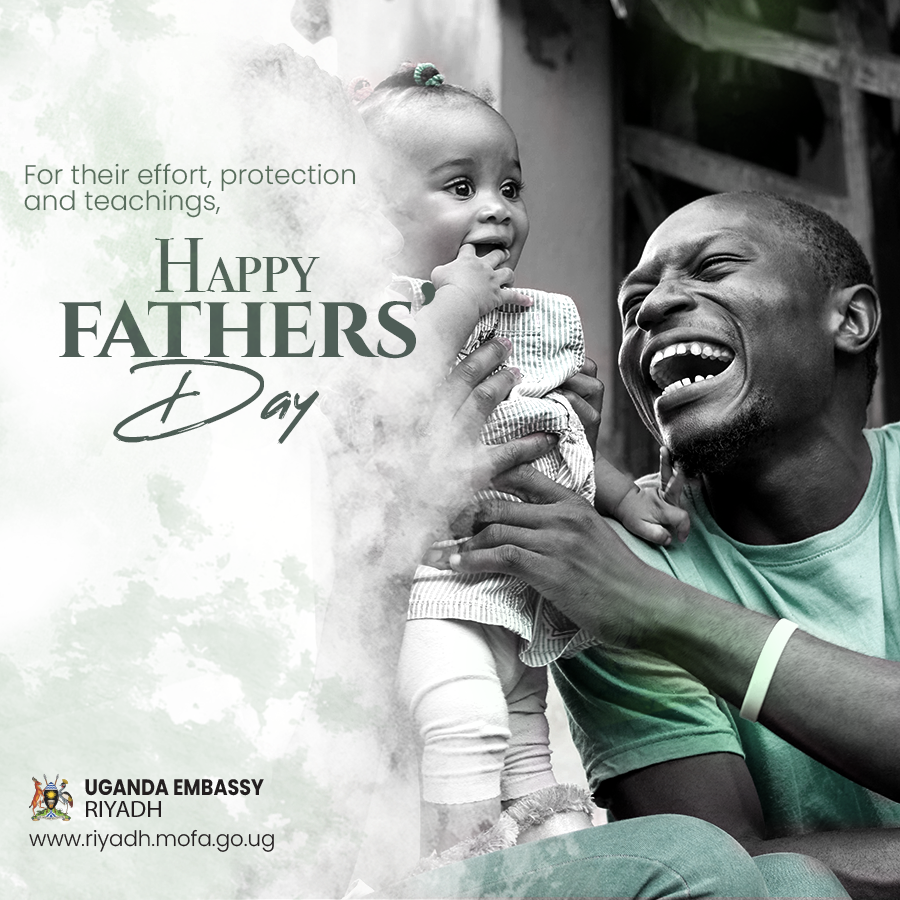 For their effort, protection
and teachings,
HAPPY
FATHERS'
Day
UGANDA EMBASSY
RIYADH
www.riyadh.mofa.go.ug